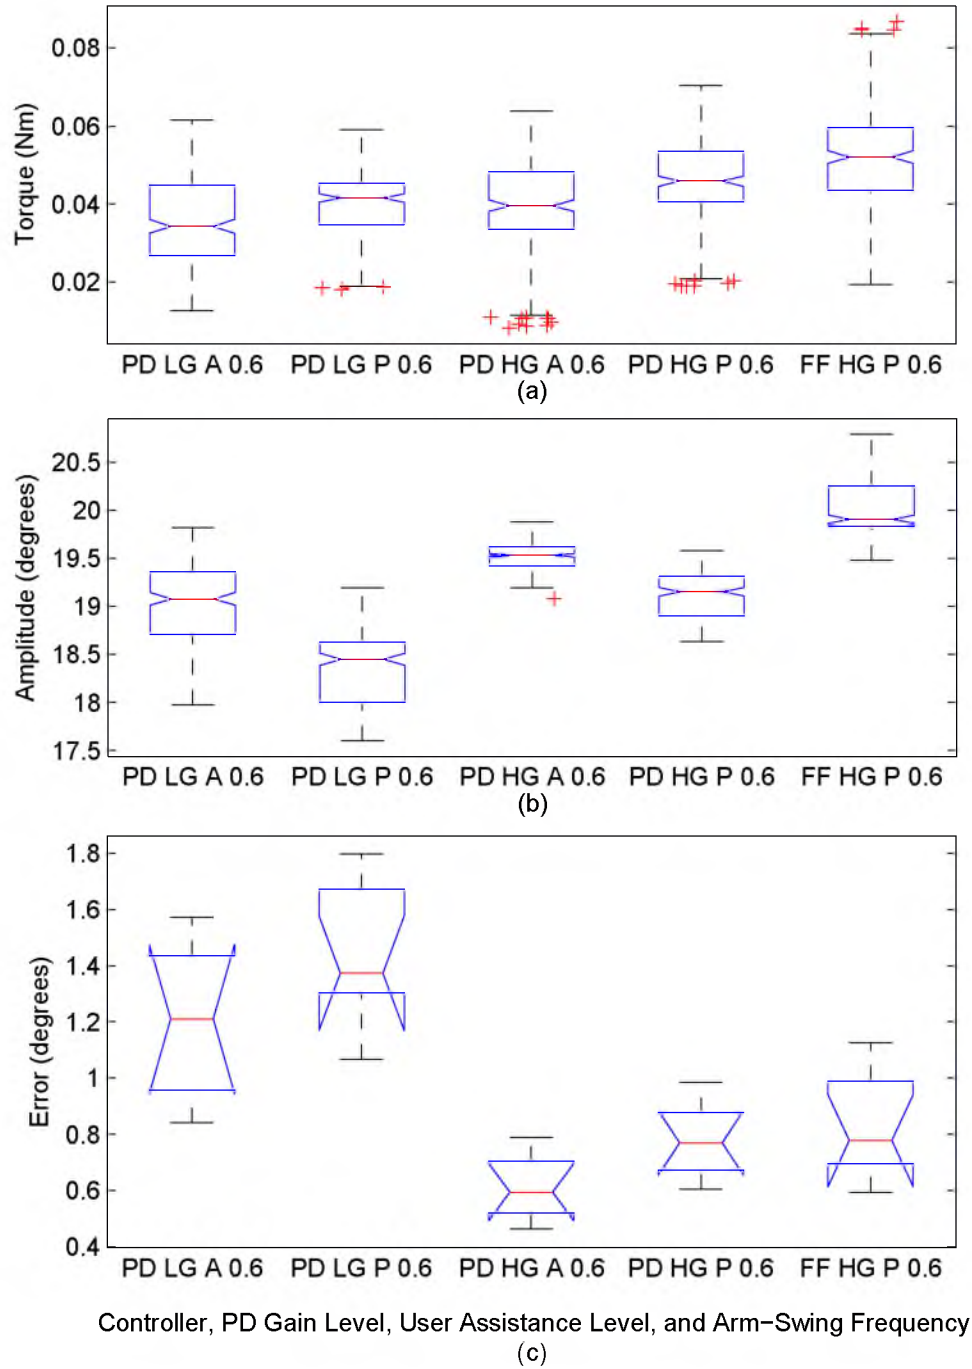 Torque (Nm)
0.08
0.06
0.04
0.02
PD LG A 0.6 PD LG P 0.6 PD HG A 0.6 PD HG P 0.6 FF HG P 0.6
(a)
Amplitude (degrees)
20.5
20
19.5
19
18.5
18
17.5
PD LG A 0.6 PD LG P 0.6 PD HG A 0.6 PD HG P 0.6 FF HG P 0.6
(b)
Error (degrees)
1.8
1.6
1.4
1.2
1
0.8
0.6
0.4
PD LG A 0.6 PD LG P 0.6 PD HG A 0.6 PD HG P 0.6 FF HG P 0.6
Controller, PD Gain Level, User Assistance Level, and Arm−Swing Frequency
(c)